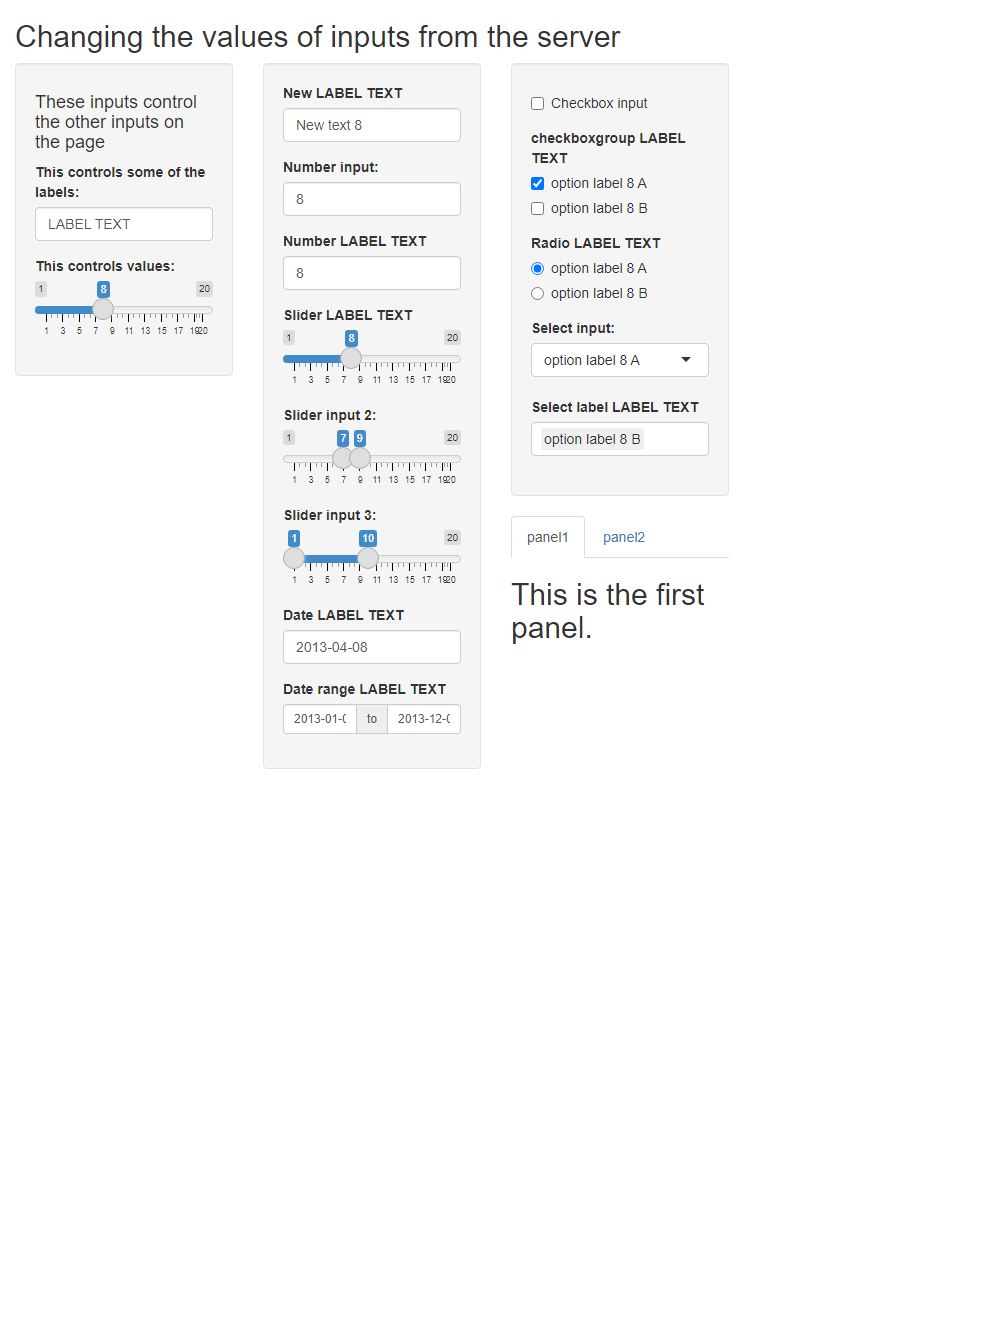 Changing the values of inputs from the server
These inputs control
the other inputs on
the page
This controls some of the
labels:
LABEL TEXT
This controls values:
1 8 20
1 3 5 7 9 11 13 15 17 19 20
New LABEL TEXT
New text 8
Number input:
8
Number LABEL TEXT
8
Slider LABEL TEXT
1 8 20
1 3 5 7 9 11 13 15 17 19 20
Slider input 2:
1 7 9 20
1 3 5 7 9 11 13 15 17 19 20
Slider input 3:
1 10 20
1 3 5 7 9 11 13 15 17 19 20
Date LABEL TEXT
2013-04-08
Date range LABEL TEXT
2013-01- to 2013-12-
Checkbox input
checkboxgroup LABEL
TEXT
option label 8 A
option label 8 B
Radio LABEL TEXT
option label 8 A
option label 8 B
Select input:
option label 8 A
Select label LABEL TEXT
option label 8 B
panel1 panel2
This is the first
panel.